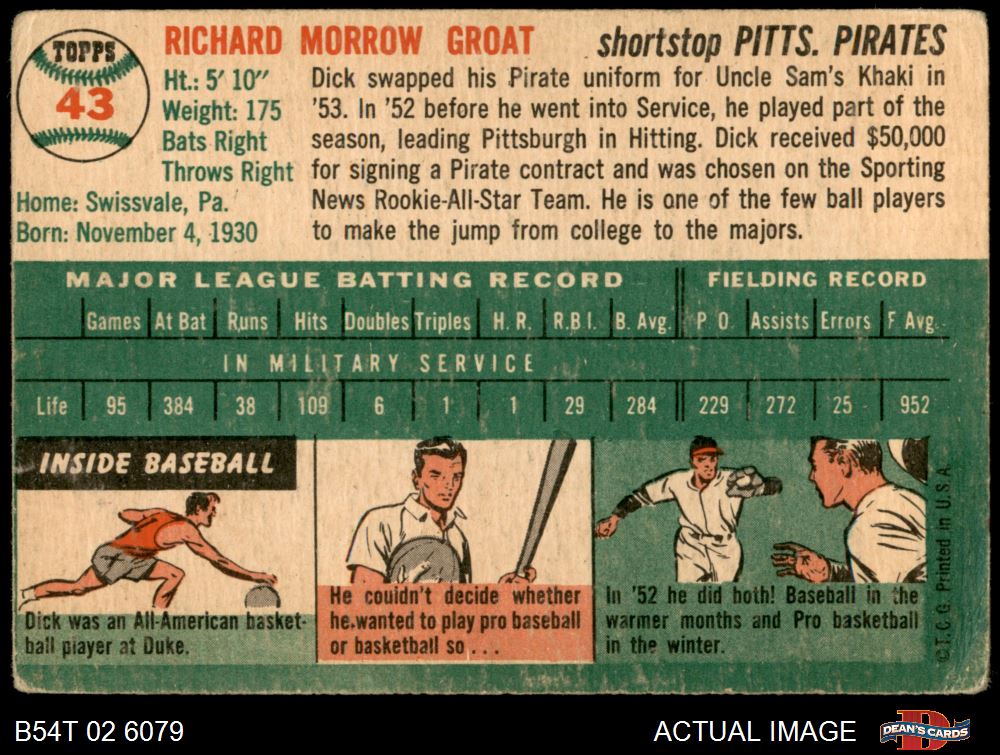 TOPPS
43
RICHARD MORROW GROAT
shortstop PITTS. PIRATES
Ht.: 5' 10"
Weight: 175
Bats Right
Throws Right
Home: Swissvale, Pa.
Born: November 4, 1930
Dick swapped his Pirate uniform for Uncle Sam's Khaki in
'53. In '52 before he went into Service, he played part of the
season, leading Pittsburgh in Hitting. Dick received $50,000
for signing a Pirate contract and was chosen on the Sporting
News Rookie-All-Star Team. He is one of the few ball players
to make the jump from college to the majors.
MAJOR LEAGUE BATTING RECORD FIELDING RECORD
Games At Bat Runs Hits Doubles Triples H. R. R.B.I. B. Avg. P. O. Assists Errors F. Avg.
IN MILITARY SERVICE
Life 95 384 38 109 6 1 1 29 284 229 272 25 952
INSIDE BASEBALL
Dick was an All-American basket-
ball player at Duke.
He couldn't decide whether
he wanted to play pro baseball
or basketball so . . .
In '52 he did both! Baseball in the
warmer months and Pro basketball
in the winter.
© T. C. G. Printed in U. S. A.
B54T 02 6079
ACTUAL IMAGE
D
DEAN'S CARDS